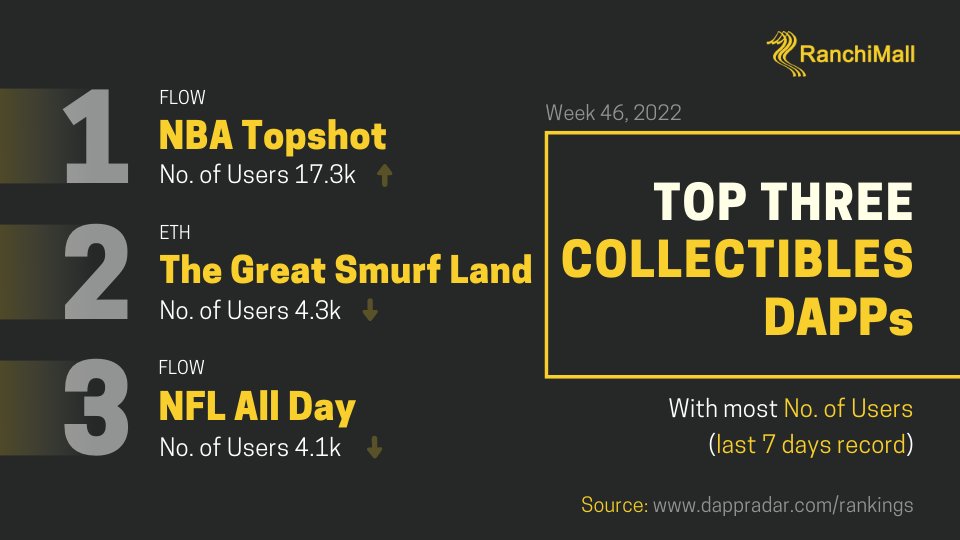 RanchiMall
1
FLOW
NBA Topshot
No. of Users 17.3k
2
ETH
The Great Smurf Land
No. of Users 4.3k
3
FLOW
NFL All Day
No. of Users 4.1k
Week 46, 2022
TOP THREE
COLLECTIBLES
DAPPs
With most No. of Users
(last 7 days record)
Source: www.dappradar.com/rankings